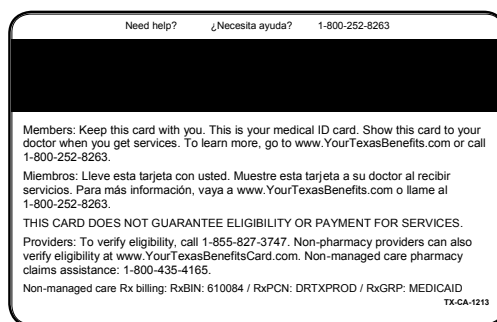 Need help? ¿Necesita ayuda? 1-800-252-8263
Members: Keep this card with you. This is your medical ID card. Show this card to your
doctor when you get services. To learn more, go to www.YourTexasBenefits.com or call
1-800-252-8263.
Miembros: Lleve esta tarjeta con usted. Muestre esta tarjeta a su doctor al recibir
servicios. Para más información, vaya a www.YourTexasBenefits.com o llame al
1-800-252-8263.
THIS CARD DOES NOT GUARANTEE ELIGIBILITY OR PAYMENT FOR SERVICES.
Providers: To verify eligibility, call 1-855-827-3747. Non-pharmacy providers can also
verify eligibility at www.YourTexasBenefitsCard.com. Non-managed care pharmacy
claims assistance: 1-800-435-4165.
Non-managed care Rx billing: RxBIN: 610084 / RxPCN: DRTXPROD / RxGRP: MEDICAID
TX-CA-1213